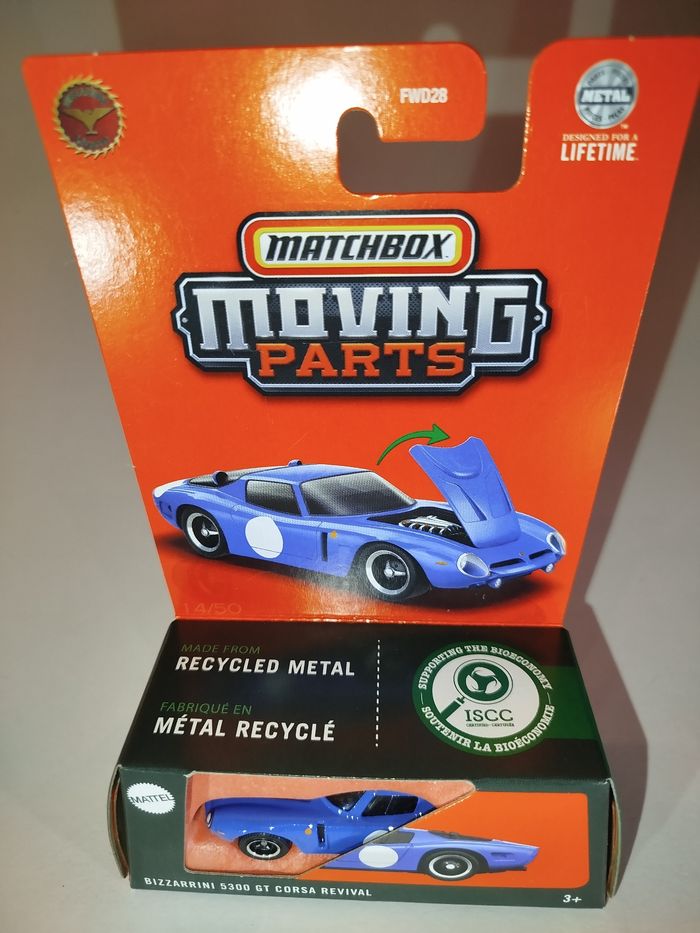 FWD28
METAL
DESIGNED FOR A
LIFETIME™
MATCHBOX
MOVING
PARTS
14/50
MADE FROM
RECYCLED METAL
FABRIQUÉ EN
MÉTAL RECYCLÉ
SUPPORTING THE BIOECONOMY
ISCC
SOUTENIR LA BIOÉCONOMIE
MATTEL
BIZZARRINI 5300 GT CORSA REVIVAL
3+